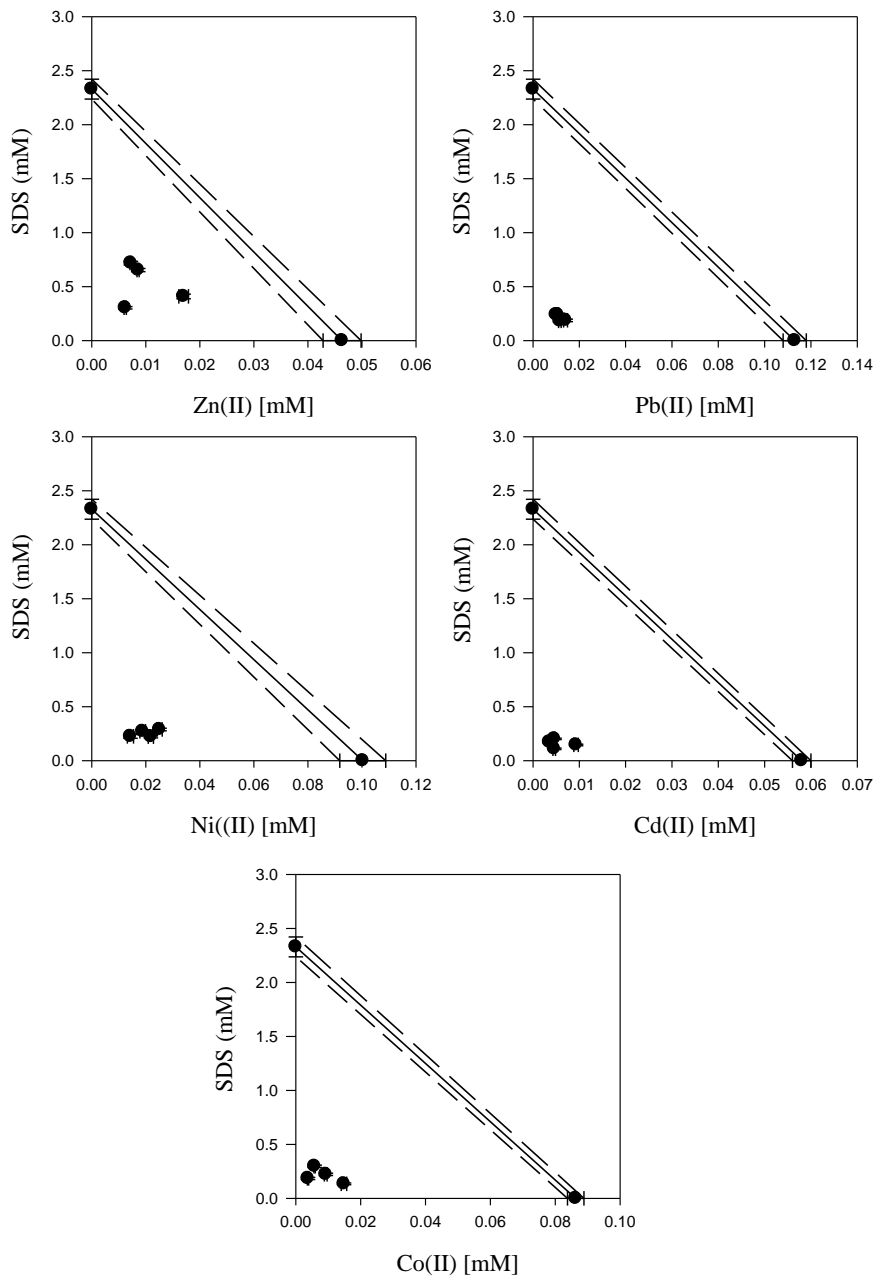 3.0
2.5
2.0
1.5
1.0
0.5
0.0
SDS (mM)
0.00 0.01 0.02 0.03 0.04 0.05 0.06
Zn(II) [mM]
3.0
2.5
2.0
1.5
1.0
0.5
0.0
SDS (mM)
0.00 0.02 0.04 0.06 0.08 0.10 0.12 0.14
Pb(II) [mM]
3.0
2.5
2.0
1.5
1.0
0.5
0.0
SDS (mM)
0.00 0.02 0.04 0.06 0.08 0.10 0.12
Ni((II) [mM]
3.0
2.5
2.0
1.5
1.0
0.5
0.0
SDS (mM)
0.00 0.01 0.02 0.03 0.04 0.05 0.06 0.07
Cd(II) [mM]
3.0
2.5
2.0
1.5
1.0
0.5
0.0
SDS (mM)
0.00 0.02 0.04 0.06 0.08 0.10
Co(II) [mM]